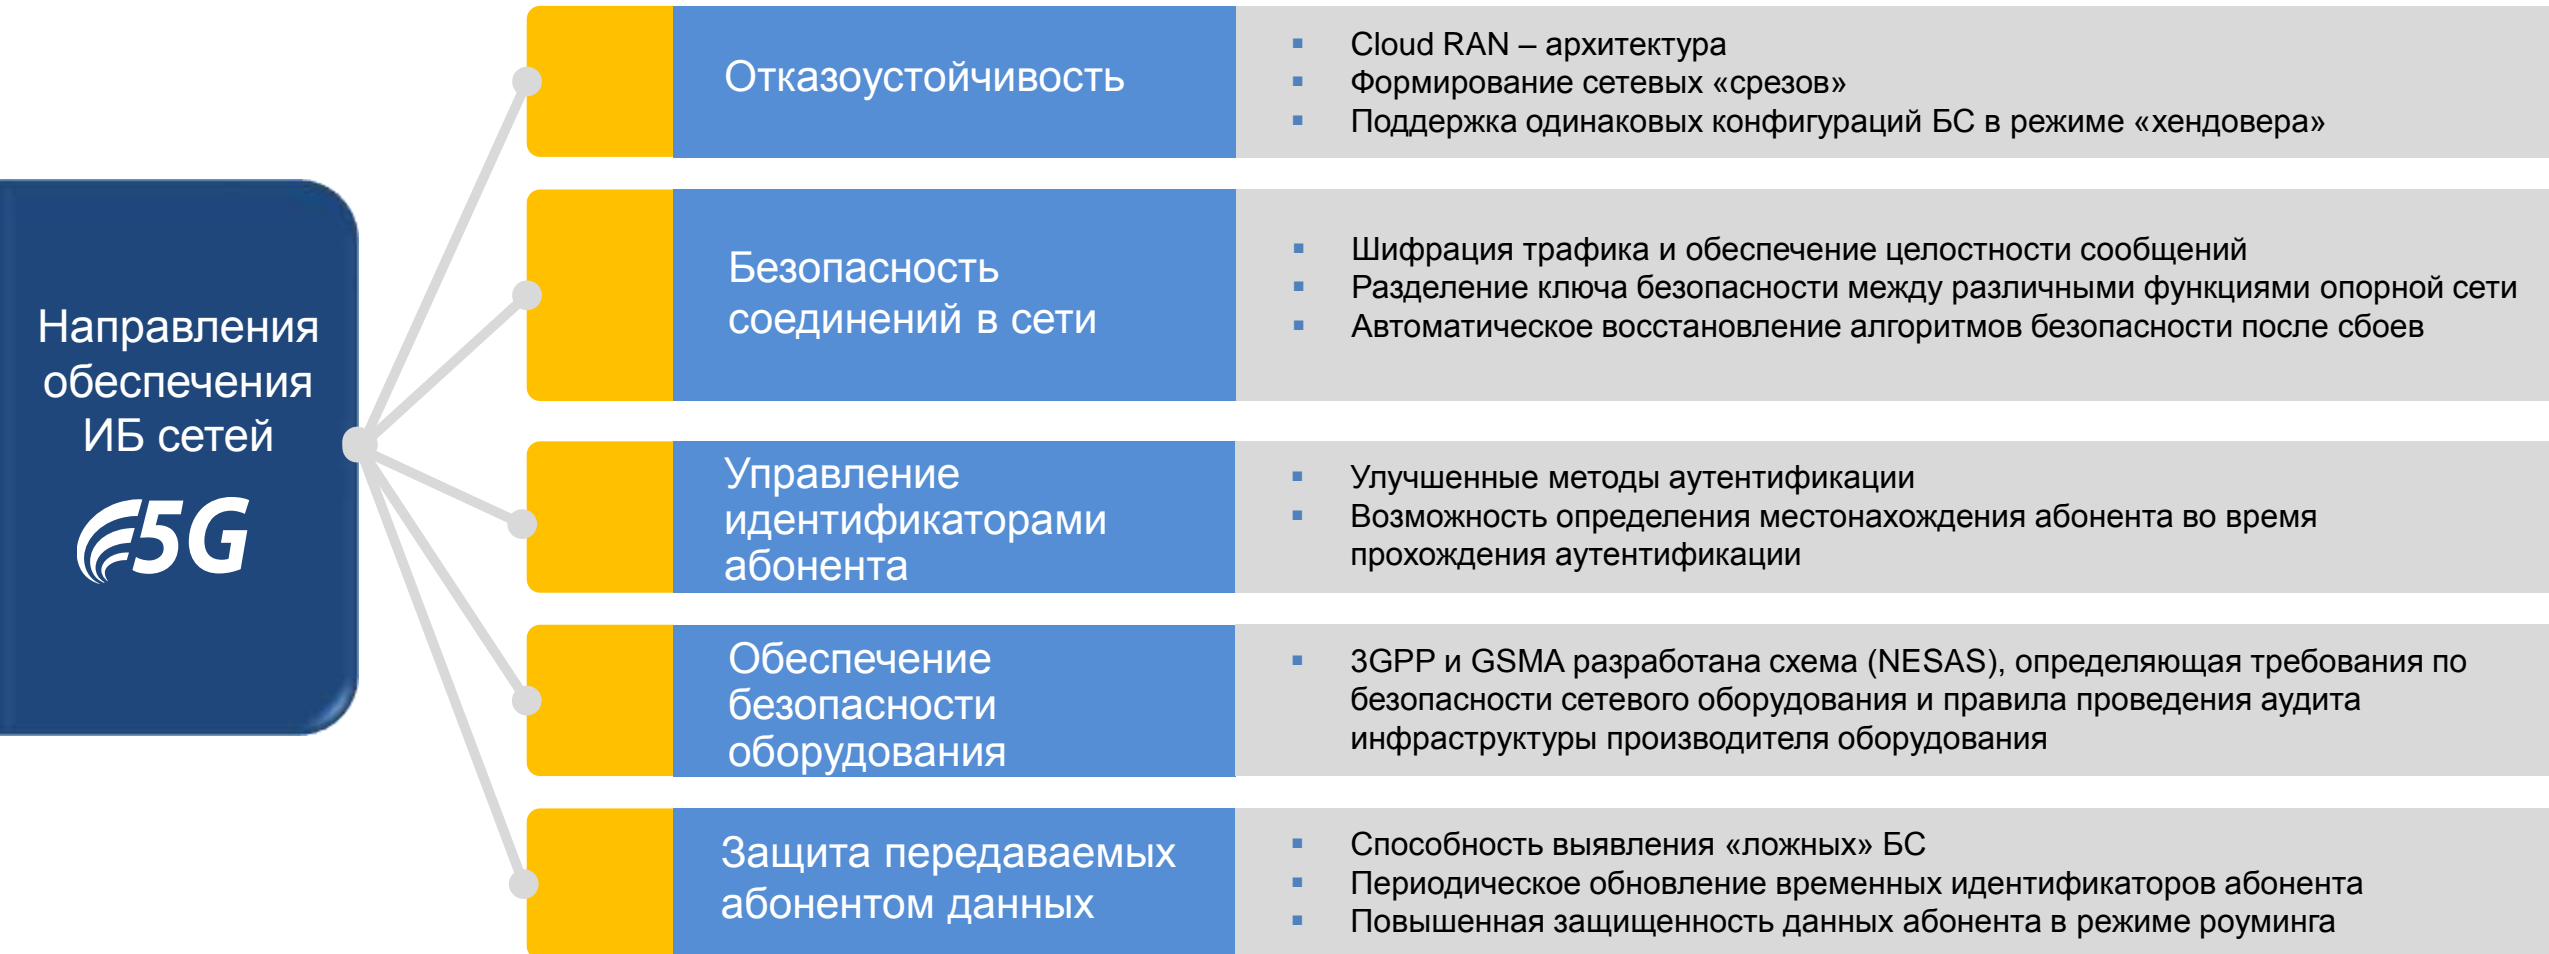 Направления
обеспечения
ИБ сетей
5G
Отказоустойчивость
Cloud RAN – архитектура
Формирование сетевых «срезов»
Поддержка одинаковых конфигураций БС в режиме «хендовера»
Безопасность
соединений в сети
Шифрация трафика и обеспечение целостности сообщений
Разделение ключа безопасности между различными функциями опорной сети
Автоматическое восстановление алгоритмов безопасности после сбоев
Управление
идентификаторами
абонента
Улучшенные методы аутентификации
Возможность определения местонахождения абонента во время
прохождения аутентификации
Обеспечение
безопасности
оборудования
3GPP и GSMA разработана схема (NESAS), определяющая требования по
безопасности сетевого оборудования и правила проведения аудита
инфраструктуры производителя оборудования
Защита передаваемых
абонентом данных
Способность выявления «ложных» БС
Периодическое обновление временных идентификаторов абонента
Повышенная защищенность данных абонента в режиме роуминга